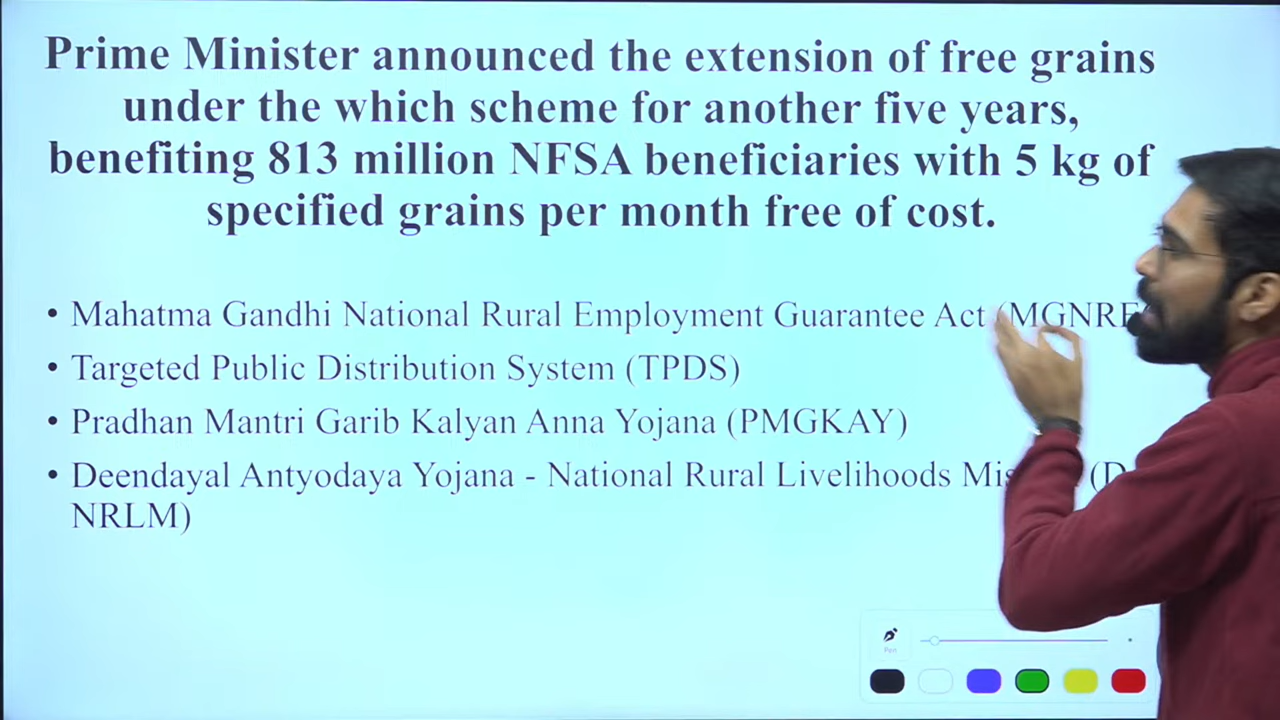 Prime Minister announced the extension of free grains
under the which scheme for another five years,
benefiting 813 million NFSA beneficiaries with 5 kg of
specified grains per month free of cost.
• Mahatma Gandhi National Rural Employment Guarantee Act (MGNRE
• Targeted Public Distribution System (TPDS)
• Pradhan Mantri Garib Kalyan Anna Yojana (PMGKAY)
• Deendayal Antyodaya Yojana - National Rural Livelihoods Mis (D
NRLM)
Pen